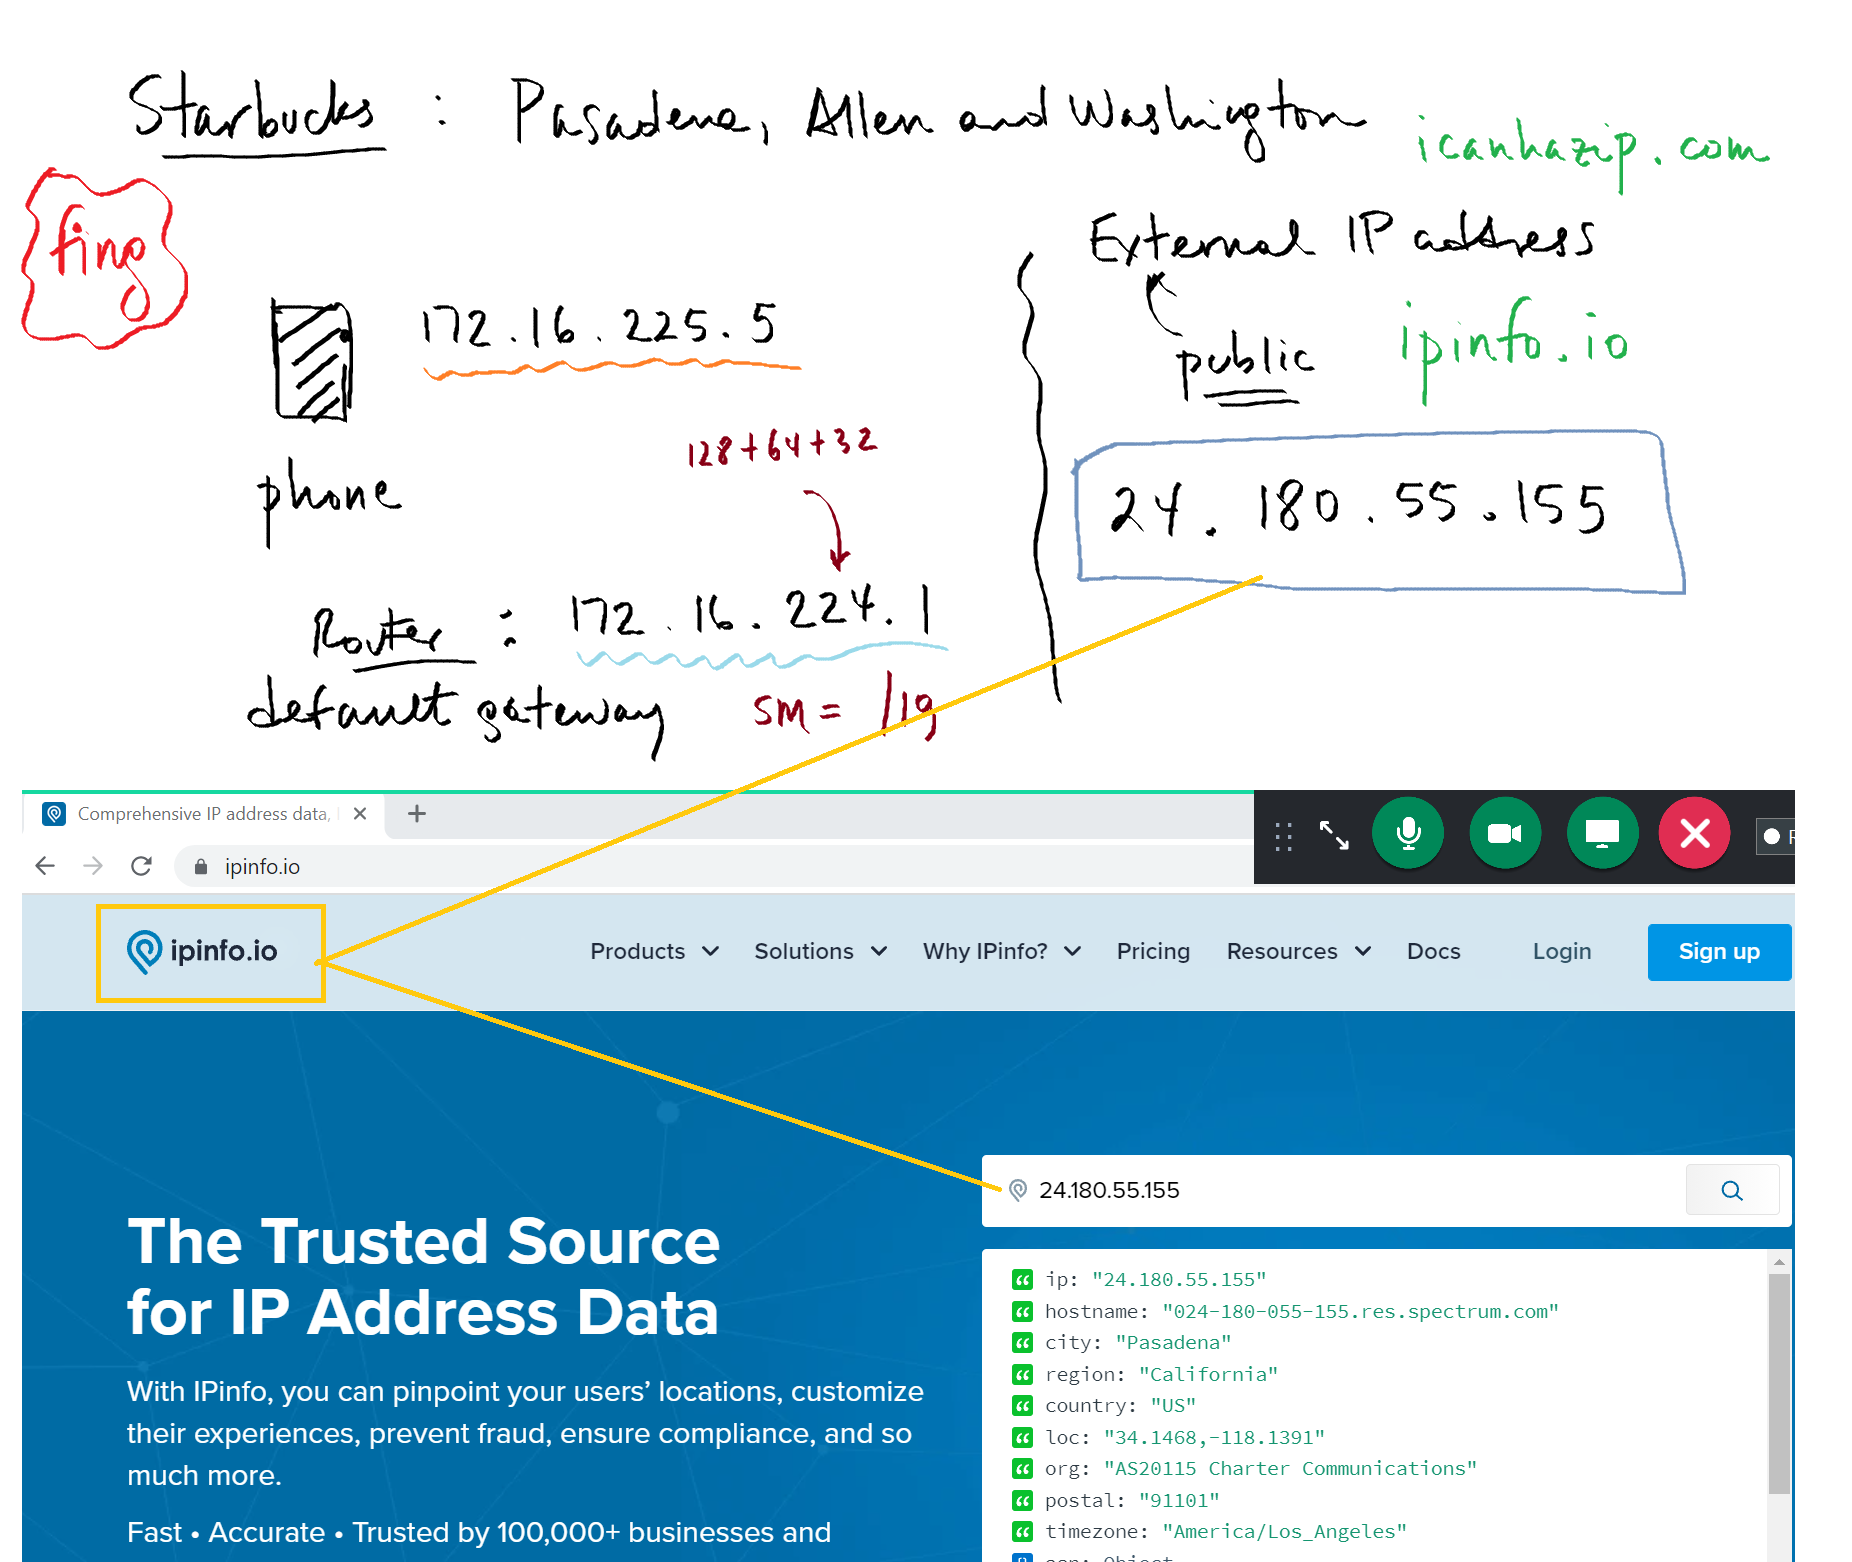 Starbucks : Pasadena, Allen and Washington
icanhazip.com
fing
External IP address
public
ipinfo.io
172.16.225.5
phone
128+64+32
24.180.55.155
Router : 172.16.224.1
default gateway
SM = /19
Comprehensive IP address data,
ipinfo.io
R
ipinfo.io
Products
Solutions
Why IPinfo?
Pricing
Resources
Docs
Login
Sign up
24.180.55.155
The Trusted Source
for IP Address Data
With IPinfo, you can pinpoint your users’ locations, customize
their experiences, prevent fraud, ensure compliance, and so
much more.
Fast • Accurate • Trusted by 100,000+ businesses and
ip: "24.180.55.155"
hostname: "024-180-055-155.res.spectrum.com"
city: "Pasadena"
region: "California"
country: "US"
loc: "34.1468,-118.1391"
org: "AS20115 Charter Communications"
postal: "91101"
timezone: "America/Los_Angeles"